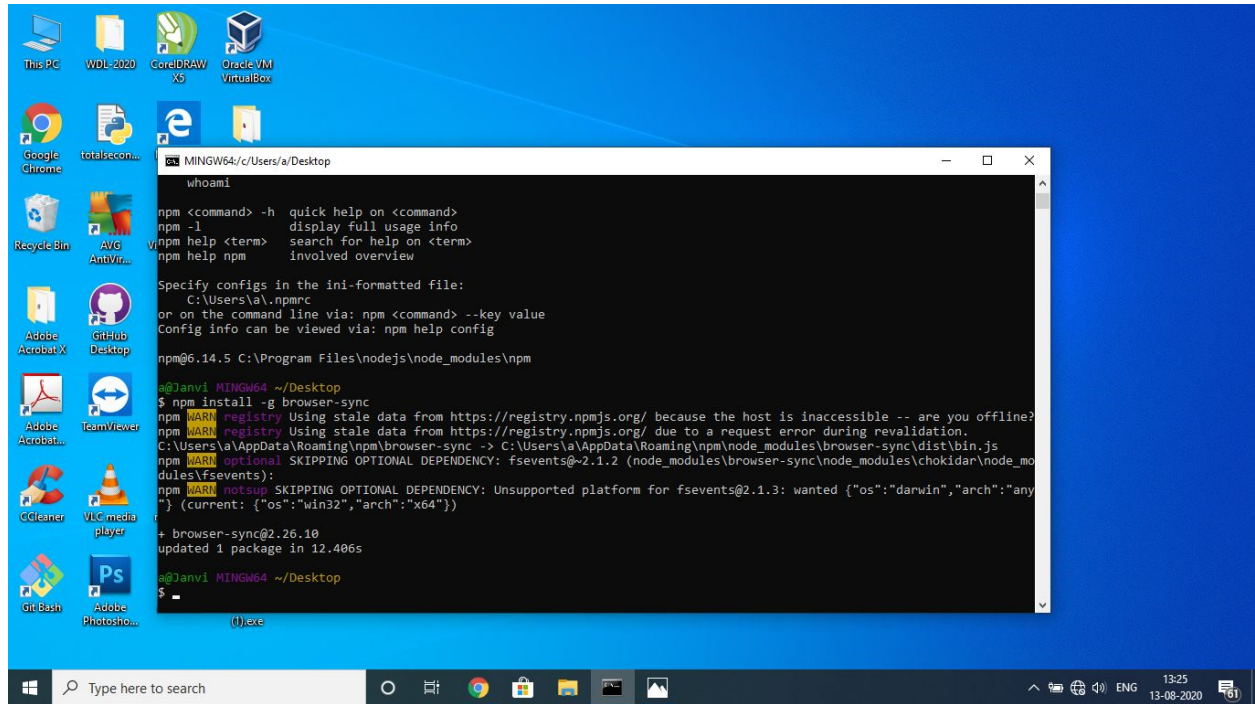 This PC
WDL-2020
CorelDRAW X5
Oracle VM VirtualBox
Google Chrome
totalsecon...
Recycle Bin
AVG AntiVir...
Adobe Acrobat X
GitHub Desktop
Adobe Acrobat...
TeamViewer
CCleaner
VLC media player
Git Bash
Ps
Adobe Photosho...
(1).exe
MINGW64:/c/Users/a/Desktop
whoami
npm <command> -h quick help on <command>
npm -l display full usage info
npm help <term> search for help on <term>
npm help npm involved overview
Specify configs in the ini-formatted file:
C:\Users\a\.npmrc
or on the command line via: npm <command> --key value
Config info can be viewed via: npm help config
npm@6.14.5 C:\Program Files\nodejs\node_modules\npm
a@Janvi MINGW64 ~/Desktop
$ npm install -g browser-sync
npm WARN registry Using stale data from https://registry.npmjs.org/ because the host is inaccessible -- are you offline?
npm WARN registry Using stale data from https://registry.npmjs.org/ due to a request error during revalidation.
C:\Users\a\AppData\Roaming\npm\browser-sync -> C:\Users\a\AppData\Roaming\npm\node_modules\browser-sync\dist\bin.js
npm WARN optional SKIPPING OPTIONAL DEPENDENCY: fsevents@~2.1.2 (node_modules\browser-sync\node_modules\chokidar\node_mo
dules\fsevents):
npm WARN notsup SKIPPING OPTIONAL DEPENDENCY: Unsupported platform for fsevents@2.1.3: wanted {"os":"darwin","arch":"any
"} (current: {"os":"win32","arch":"x64"})
+ browser-sync@2.26.10
updated 1 package in 12.406s
a@Janvi MINGW64 ~/Desktop
$
Type here to search
ENG
13:25
13-08-2020
61